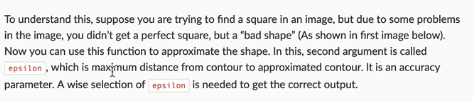 To understand this, suppose you are trying to find a square in an image, but due to some problems
in the image, you didn't get a perfect square, but a "bad shape" (As shown in first image below).
Now you can use this function to approximate the shape. In this, second argument is called
epsilon , which is maximum distance from contour to approximated contour. It is an accuracy
parameter. A wise selection of epsilon is needed to get the correct output.